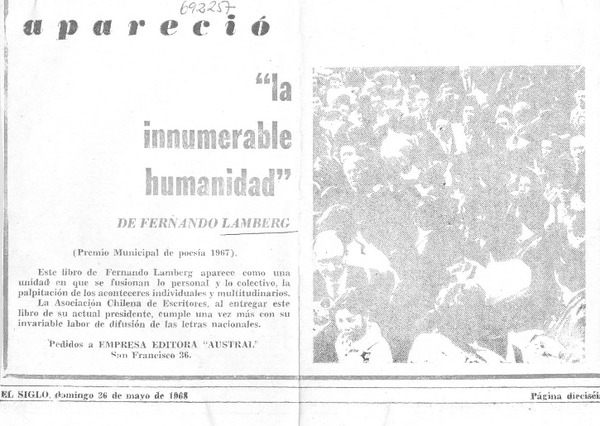 692257
apareció
"la
innumerable
humanidad"
DE FERNANDO LAMBERG
(Premio Municipal de poesía 1967).
Este libro de Fernando Lamberg aparece como una
unidad en que se fusionan lo personal y lo colectivo, la
palpitación de los aconteceres individuales y multitudinarios.
La Asociación Chilena de Escritores, al entregar este
libro de su actual presidente, cumple una vez más con su
invariable labor de difusión de las letras nacionales.
Pedidos a EMPRESA EDITORA "AUSTRAL"
San Francisco 26.
EL SIGLO, domingo 26 de mayo de 1968
Página dieciséi